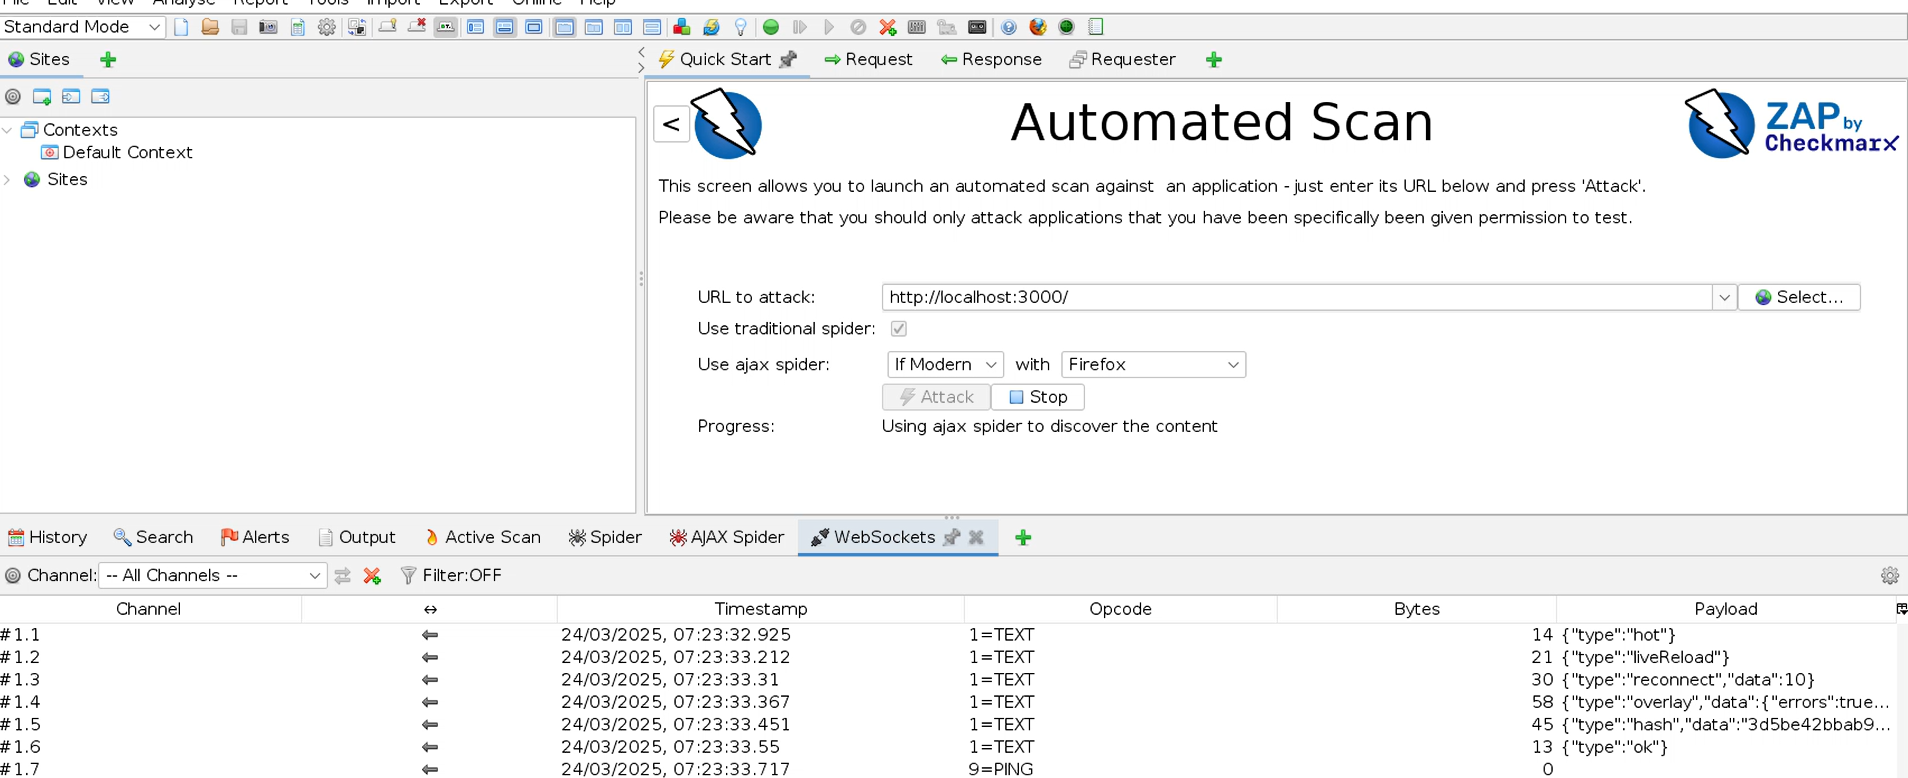 File Edit View Analyse Report Tools Import Export Online Help
Standard Mode
Sites
Quick Start Request Response Requester
<
Automated Scan
ZAP by
Checkmarx
Contexts
Default Context
Sites
This screen allows you to launch an automated scan against  an application - just enter its URL below and press 'Attack'.
Please be aware that you should only attack applications that you have been specifically been given permission to test.
URL to attack: http://localhost:3000/ Select...
Use traditional spider:
Use ajax spider: If Modern with Firefox
Attack Stop
Progress: Using ajax spider to discover the content
History Search Alerts Output Active Scan Spider AJAX Spider WebSockets
Channel: -- All Channels -- Filter:OFF
Channel ↔ Timestamp Opcode Bytes Payload
#1.1 24/03/2025, 07:23:32.925 1=TEXT 14 {"type":"hot"}
#1.2 24/03/2025, 07:23:33.212 1=TEXT 21 {"type":"liveReload"}
#1.3 24/03/2025, 07:23:33.31 1=TEXT 30 {"type":"reconnect","data":10}
#1.4 24/03/2025, 07:23:33.367 1=TEXT 58 {"type":"overlay","data":{"errors":true...
#1.5 24/03/2025, 07:23:33.451 1=TEXT 45 {"type":"hash","data":"3d5be42bbab9...
#1.6 24/03/2025, 07:23:33.55 1=TEXT 13 {"type":"ok"}
#1.7 24/03/2025, 07:23:33.717 9=PING 0